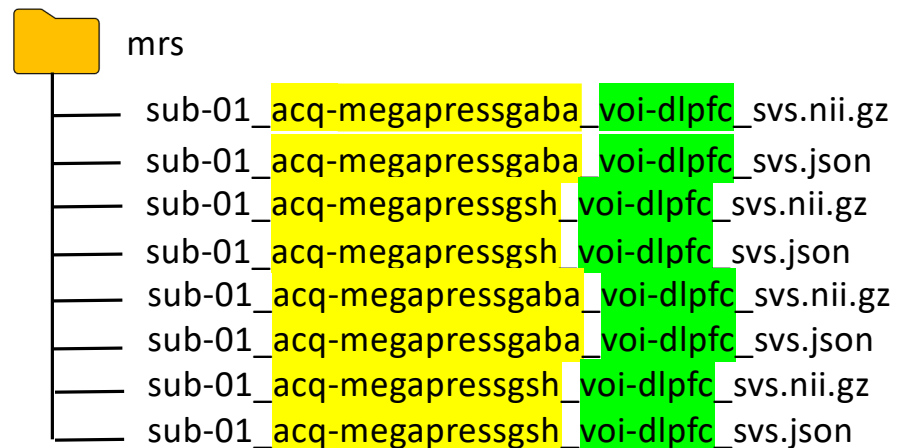 mrs
sub-01_acq-megapressgaba_voi-dlpfc_svs.nii.gz
sub-01_acq-megapressgaba_voi-dlpfc_svs.json
sub-01_acq-megapressgsh_voi-dlpfc_svs.nii.gz
sub-01_acq-megapressgsh_voi-dlpfc_svs.json
sub-01_acq-megapressgaba_voi-dlpfc_svs.nii.gz
sub-01_acq-megapressgaba_voi-dlpfc_svs.json
sub-01_acq-megapressgsh_voi-dlpfc_svs.nii.gz
sub-01_acq-megapressgsh_voi-dlpfc_svs.json